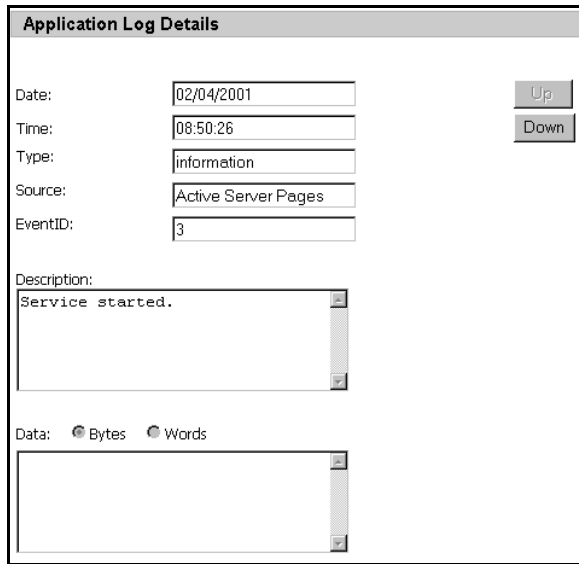 Application Log Details
Date: 02/04/2001 Up
Time: 08:50:26 Down
Type: information
Source: Active Server Pages
EventID: 3
Description:
Service started.
Data: Bytes Words